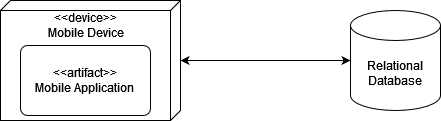 <<device>>
Mobile Device
<<artifact>>
Mobile Application
Relational
Database